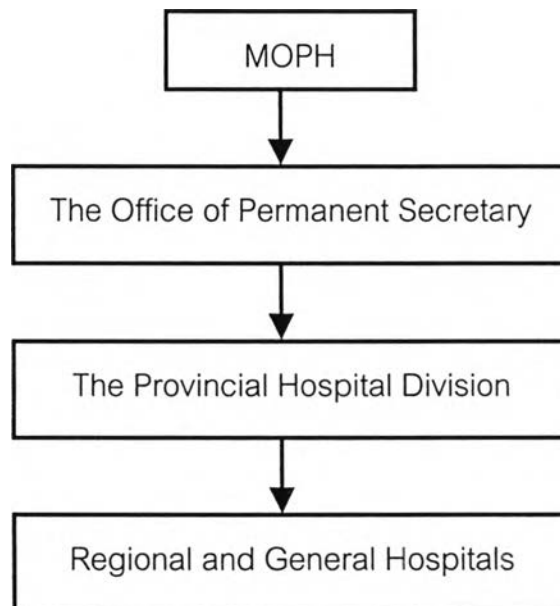 MOPH
The Office of Permanent Secretary
The Provincial Hospital Division
Regional and General Hospitals